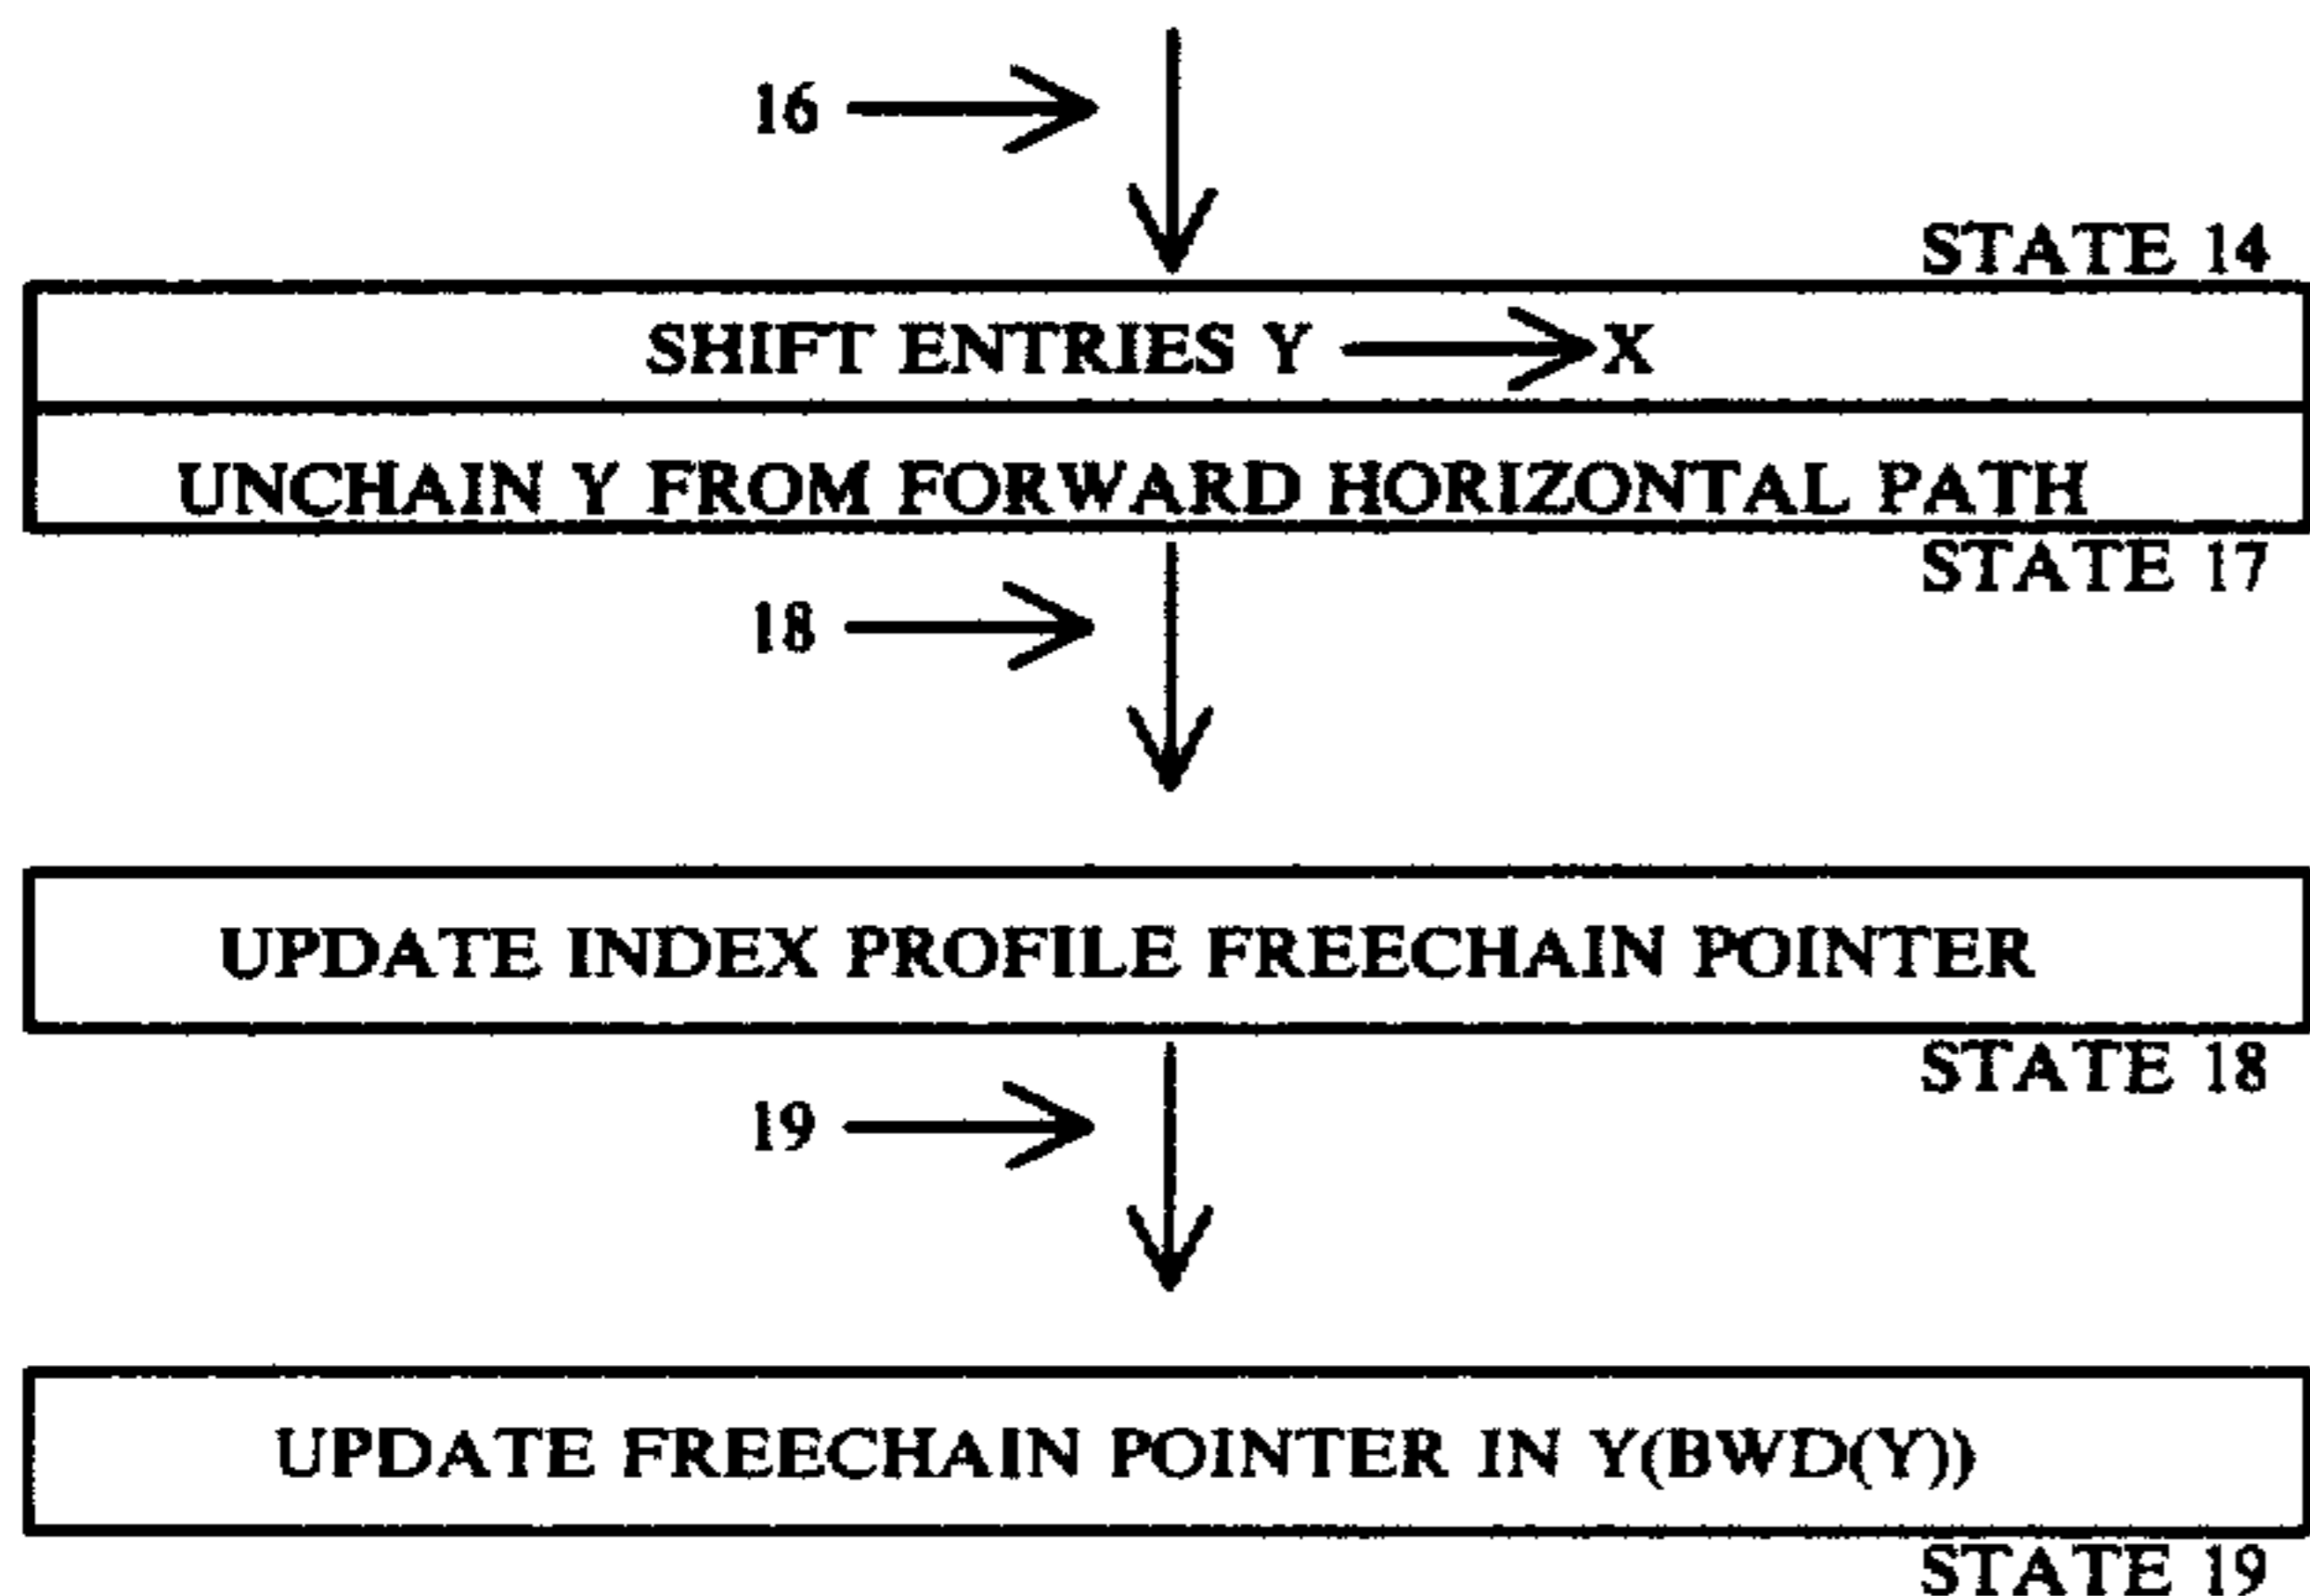 16
STATE 14
SHIFT ENTRIES Y → X
UNCHAIN Y FROM FORWARD HORIZONTAL PATH
STATE 17
18
UPDATE INDEX PROFILE FREECHAIN POINTER
STATE 18
19
UPDATE FREECHAIN POINTER IN Y(BWD(Y))
STATE 19